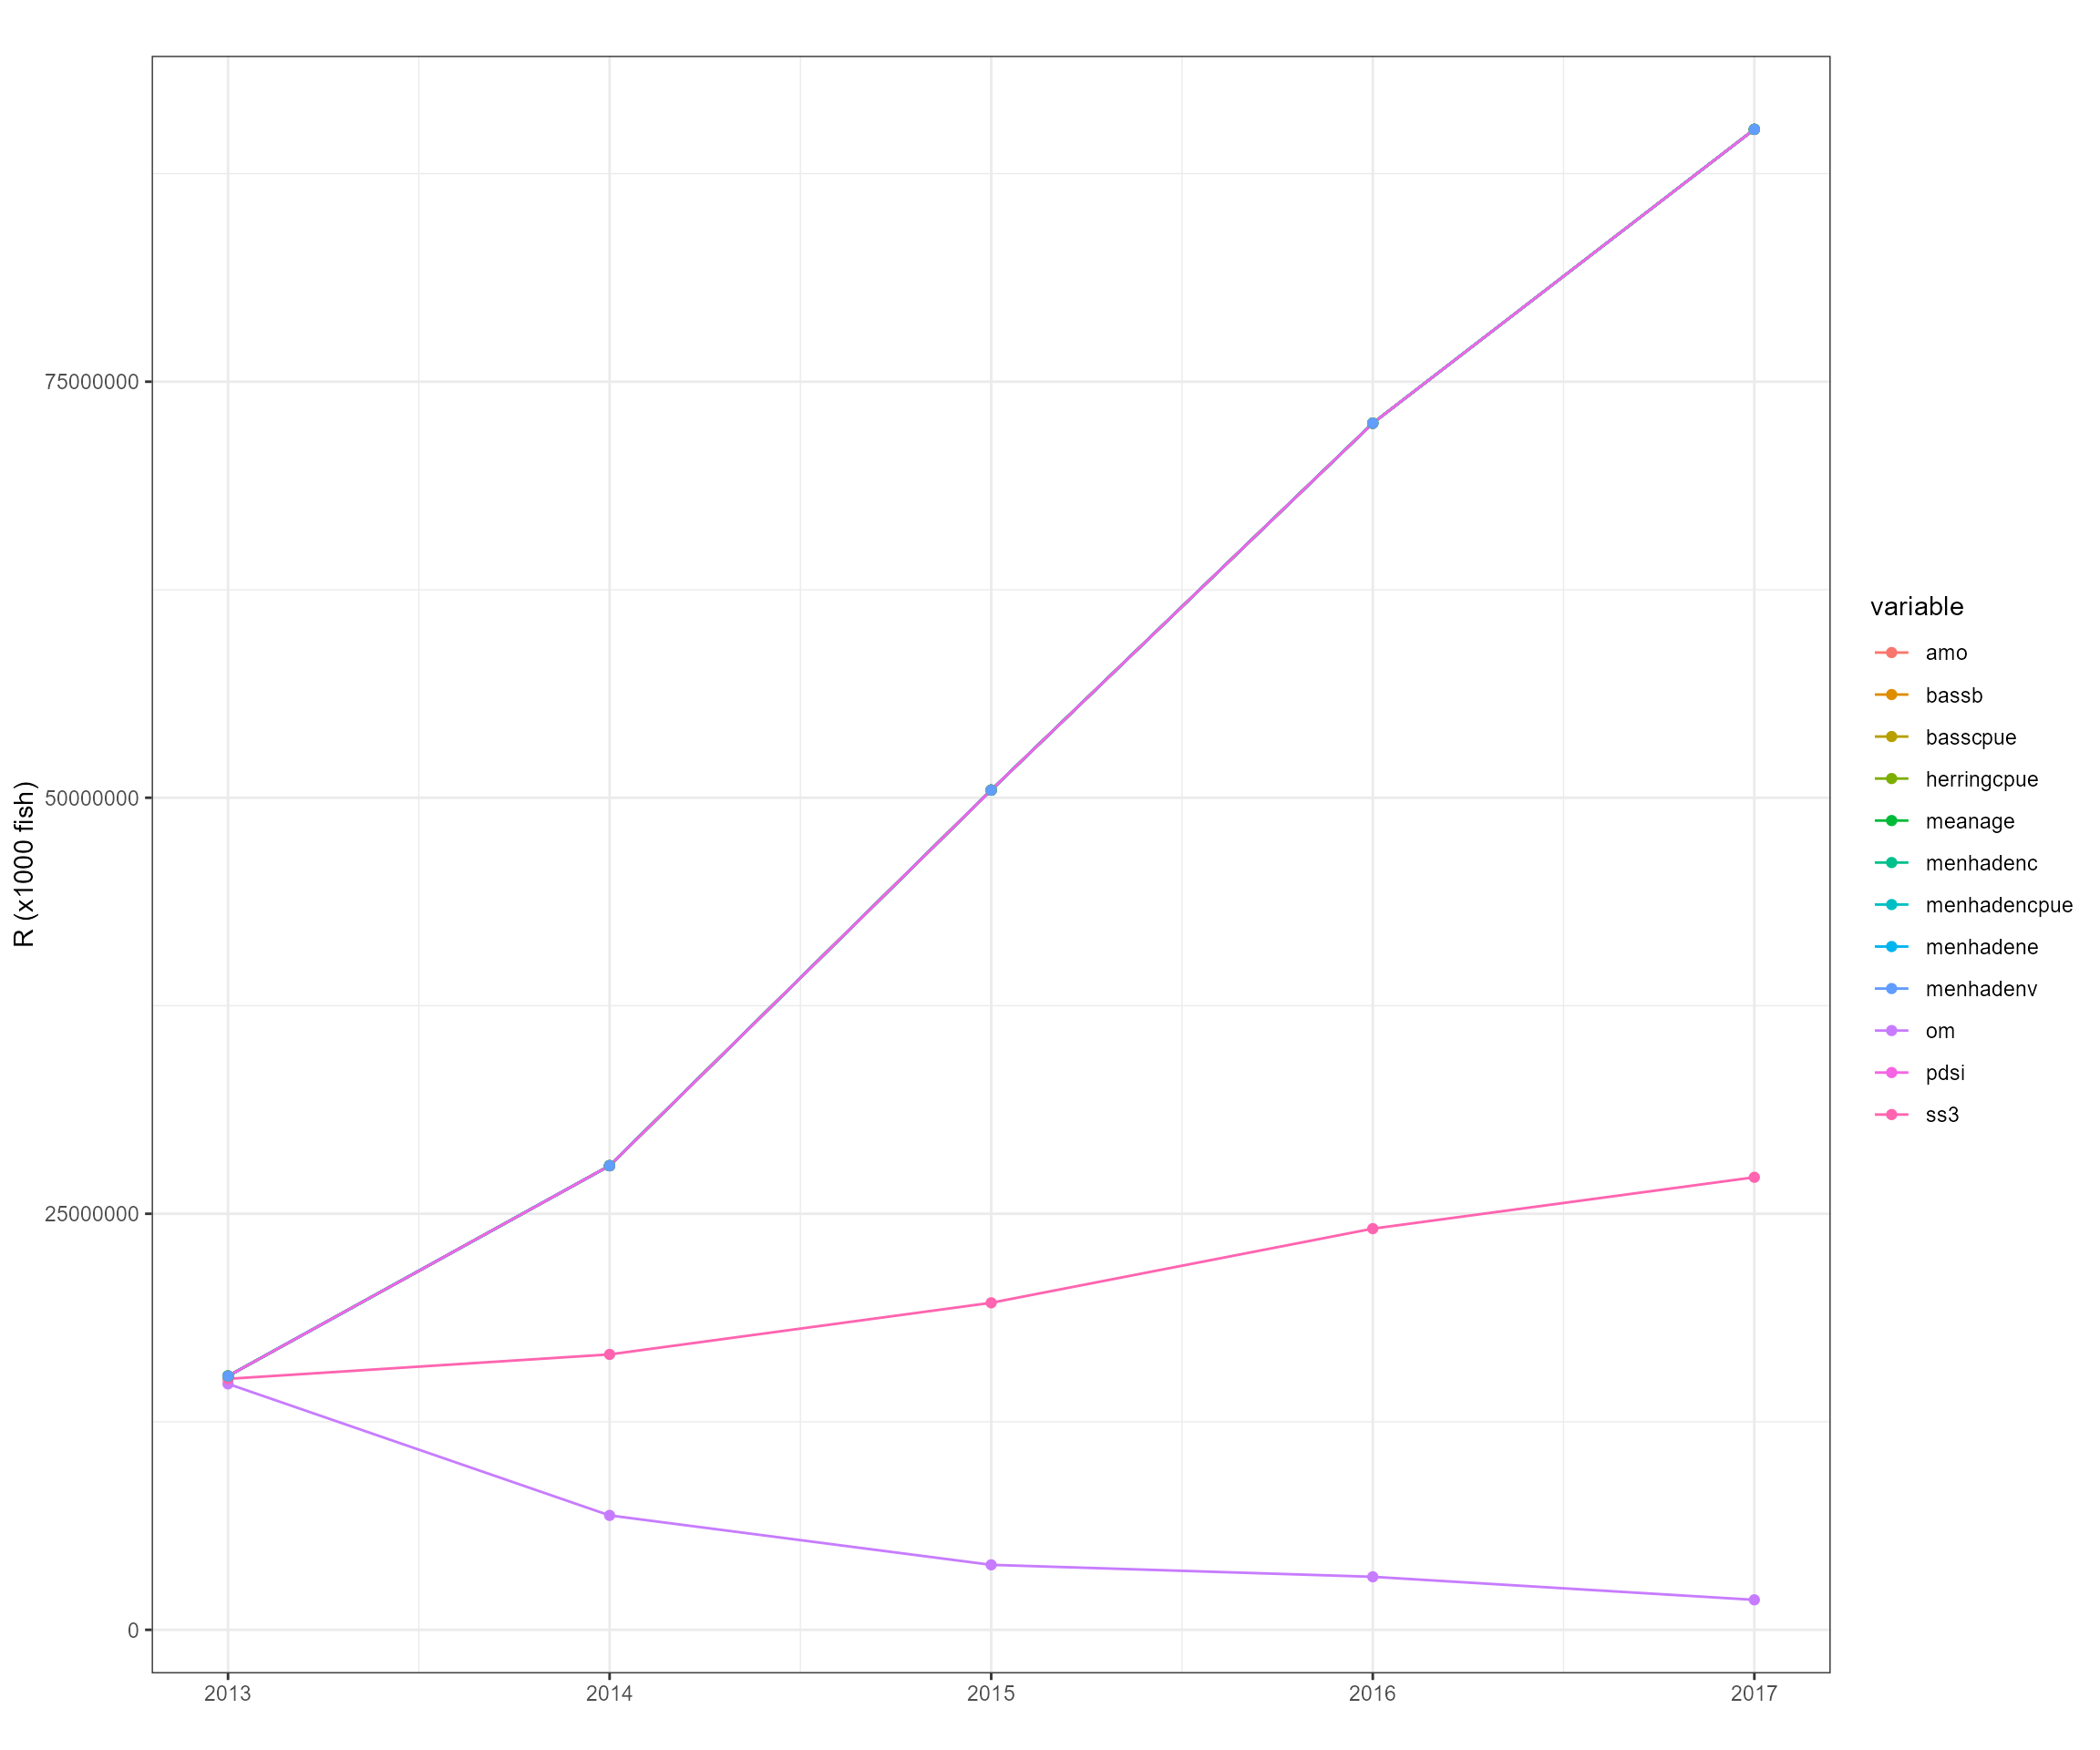 R (x1000 fish)
75000000
50000000
25000000
0
2013 2014 2015 2016 2017
variable
amo
bassb
basscpue
herringcpue
meanage
menhadenc
menhadencpue
menhadene
menhadenv
om
pdsi
ss3